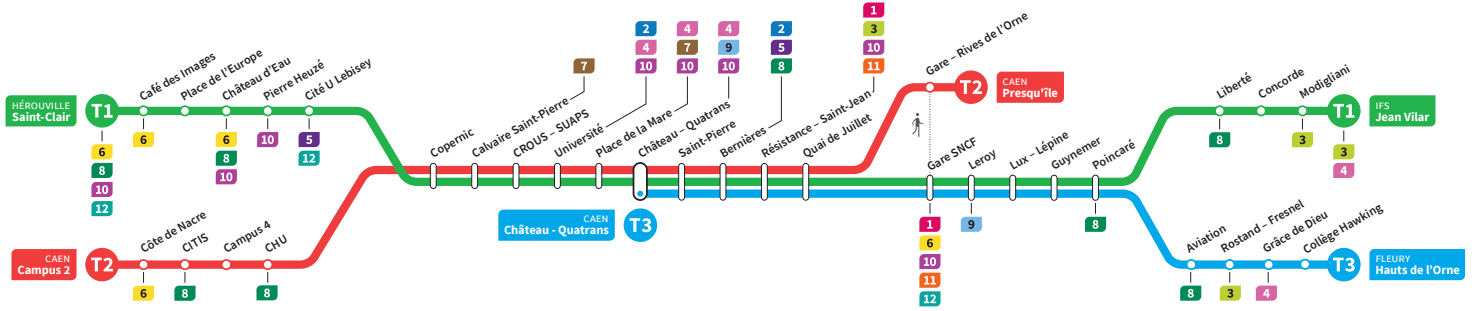 HÉROUVILLE
Saint-Clair
T1
6
8
10
12
Café des Images
6
Place de l'Europe
Château d'Eau
6
8
10
Pierre Heuzé
10
Cité U Lebisey
5
12
CAEN
Campus 2
T2
Côte de Nacre
6
CITIS
8
Campus 4
CHU
8
Copernic
Calvaire Saint-Pierre
7
CROUS – SUAPS
Université
2
4
10
Place de la Mare
4
7
10
Château – Quatrans
4
9
10
CAEN
Château - Quatrans
T3
Saint-Pierre
Bernières
2
5
8
Résistance – Saint-Jean
1
3
10
11
Quai de Juillet
Gare – Rives de l'Orne
T2
CAEN
Presqu'île
Gare SNCF
1
6
10
11
12
Leroy
9
Lux – Lépine
Guynemer
Poincaré
8
Liberté
8
Concorde
Modigliani
3
T1
3
4
IFS
Jean Vilar
Aviation
8
Rostand – Fresnel
3
Grâce de Dieu
4
Collège Hawking
T3
FLEURY
Hauts de l'Orne